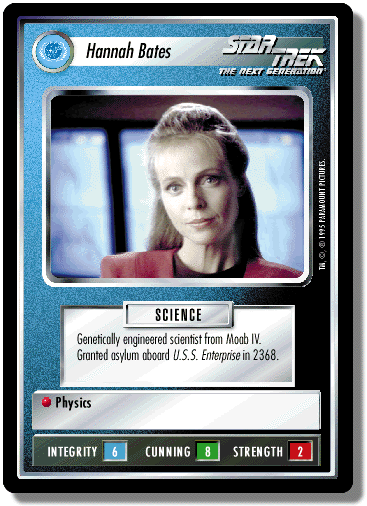 Hannah Bates
STAR TREK
THE NEXT GENERATION®
TM, ©, ® 1995 PARAMOUNT PICTURES.
SCIENCE
Genetically engineered scientist from Moab IV.
Granted asylum aboard U.S.S. Enterprise in 2368.
Physics
INTEGRITY 6 CUNNING 8 STRENGTH 2